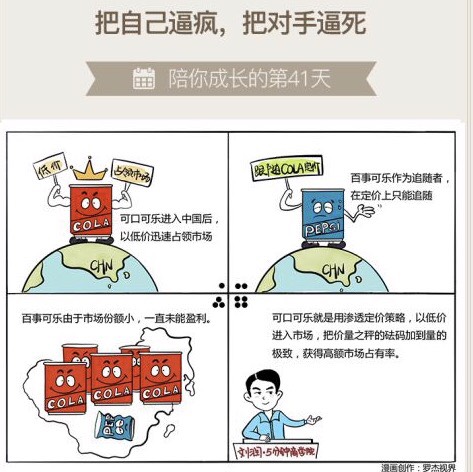 把自己逼疯，把对手逼死
陪你成长的第41天
低价
占领市场
COLA
CHN
可口可乐进入中国后，
以低价迅速占领市场
跟随COLA定价
PEPSI
CHN
百事可乐作为追随者，
在定价上只能追随
百事可乐由于市场份额小，一直未能盈利。
COLA
COLA
COLA
可口可乐就是用渗透定价策略，以低价
进入市场，把价量之秤的砝码加到量的
极致，获得高额市场占有率。
刘润·5分钟商学院
漫画创作：罗杰视界